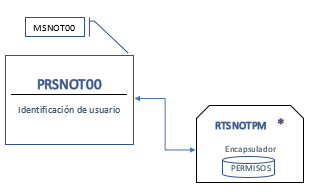 MSNOT00
PRSNOT00
Identificación de usuario
RTSNOTPM *
Encapsulador
PERMISOS